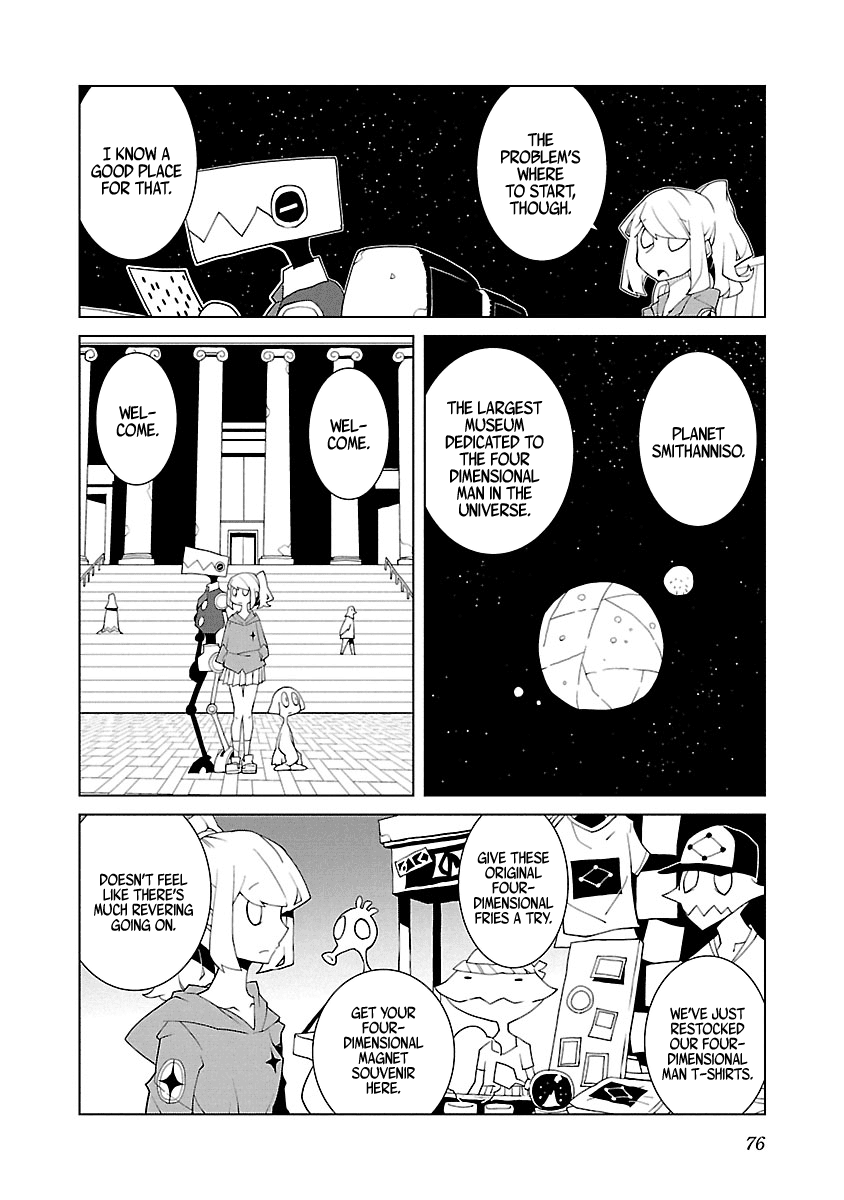 THE
PROBLEM'S
WHERE
TO START,
THOUGH.
I KNOW A
GOOD PLACE
FOR THAT.
PLANET
SMITHANNISO.
THE LARGEST
MUSEUM
DEDICATED TO
THE FOUR
DIMENSIONAL
MAN IN THE
UNIVERSE.
WEL-
COME.
WEL-
COME.
WE'VE JUST
RESTOCKED
OUR FOUR-
DIMENSIONAL
MAN T-SHIRTS.
GIVE THESE
ORIGINAL
FOUR-
DIMENSIONAL
FRIES A TRY.
GET YOUR
FOUR-
DIMENSIONAL
MAGNET
SOUVENIR
HERE.
DOESN'T FEEL
LIKE THERE'S
MUCH REVERING
GOING ON.
76